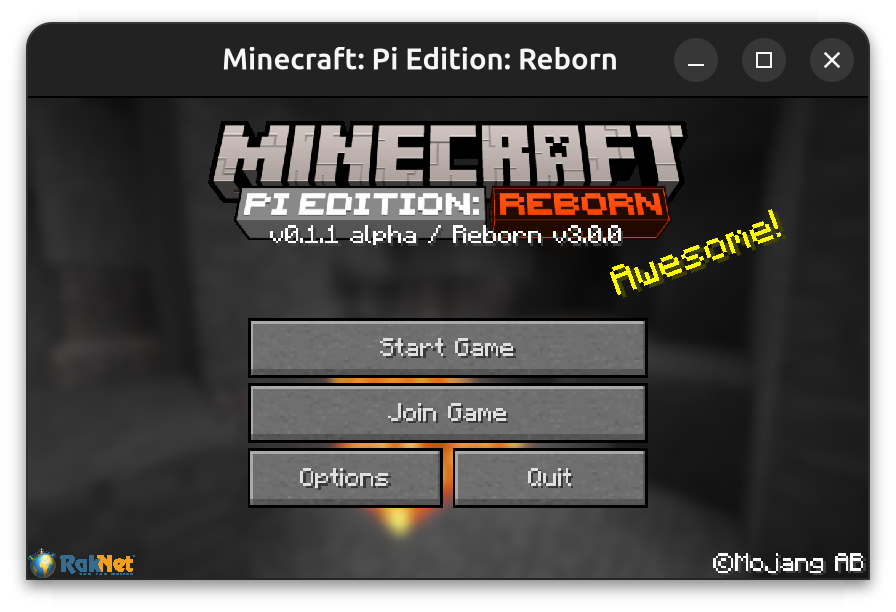 Minecraft: Pi Edition: Reborn
MINECRAFT
PI EDITION: REBORN
v0.1.1 alpha / Reborn v3.0.0
Awesome!
Start Game
Join Game
Options
Quit
RakNet
©Mojang AB